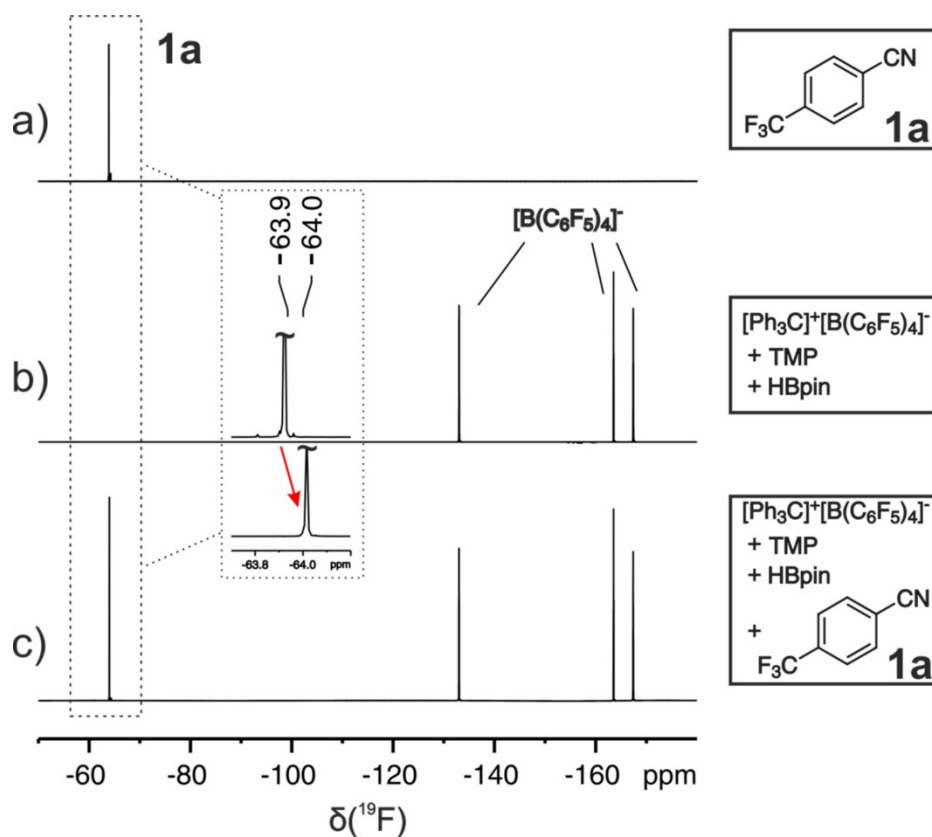 1a
a)
CN
F₃C
1a
-63.9
-64.0
[B(C₆F₅)₄]⁻
b)
[Ph₃C]⁺[B(C₆F₅)₄]⁻
+ TMP
+ HBpin
-63.8 -64.0 ppm
c)
[Ph₃C]⁺[B(C₆F₅)₄]⁻
+ TMP
+ HBpin
CN
+
F₃C
1a
-60 -80 -100 -120 -140 -160 ppm
δ(¹⁹F)